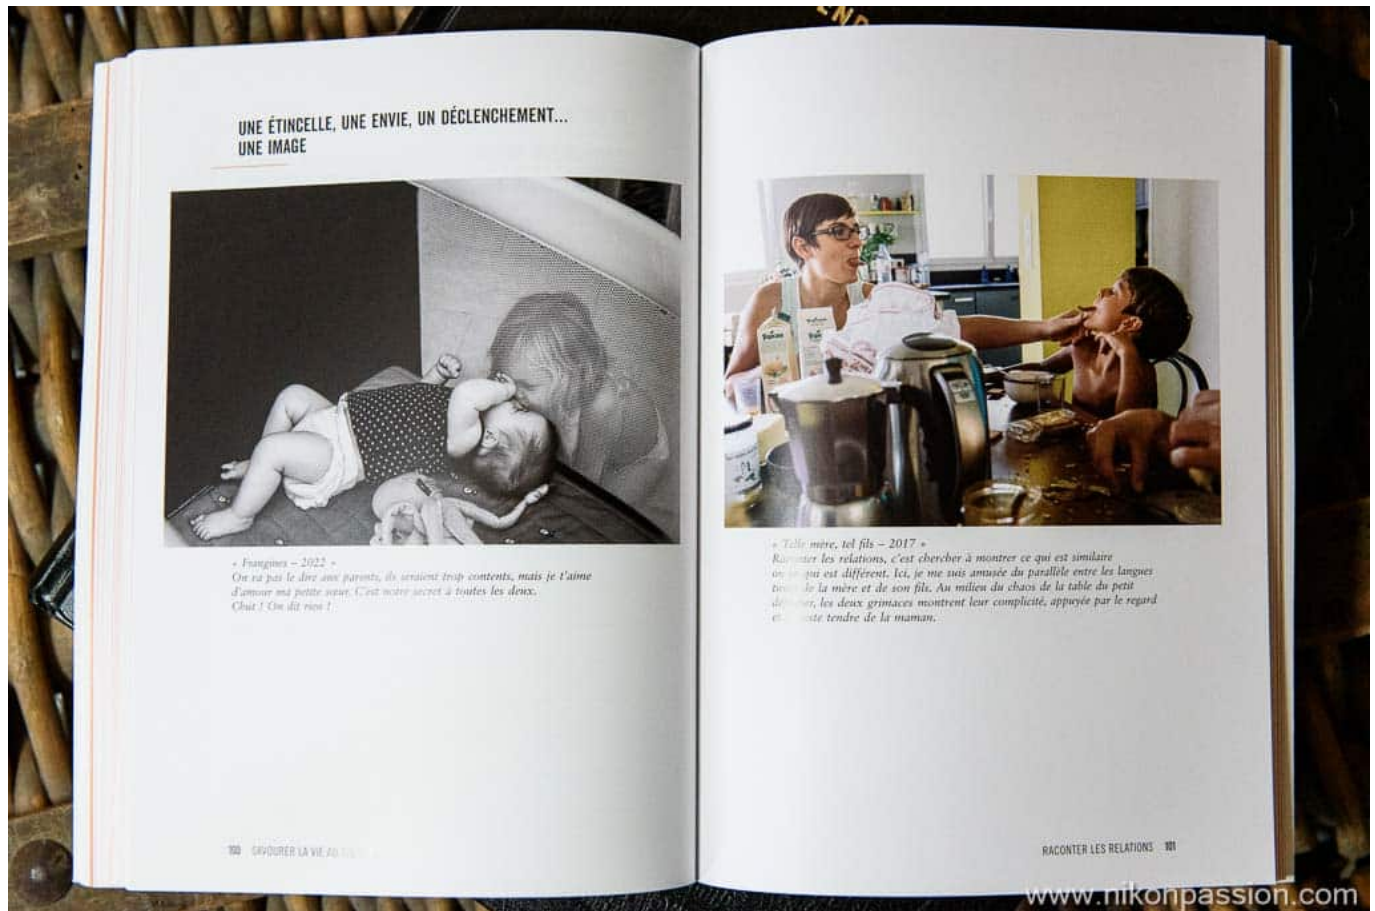 UNE ÉTINCELLE, UNE ENVIE, UN DÉCLENCHEMENT...
UNE IMAGE
« Frangines – 2022 »
On va pas le dire aux parents, ils seraient trop contents, mais je t'aime
d'amour ma petite sœur. C'est notre secret à toutes les deux.
Chut ! On dit rien !
100 SAVOURER LA VIE AU
« Telle mère, tel fils – 2017 »
Raconter les relations, c'est chercher à montrer ce qui est similaire
ou ce qui est différent. Ici, je me suis amusée du parallèle entre les langues
de la mère et de son fils. Au milieu du chaos de la table du petit
déjeuner, les deux grimaces montrent leur complicité, appuyée par le regard
et tendre de la maman.
RACONTER LES RELATIONS 101
www.nikonpassion.com